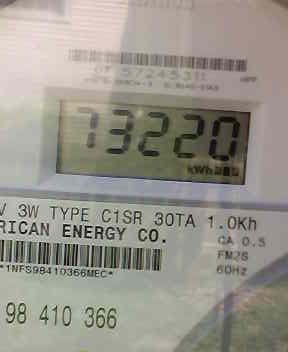 73220
kWh
V 3W TYPE C1SR 30TA 1.0Kh
RICAN ENERGY CO.
CA 0.5
FM2S
60Hz
*1NFS98410366MEC*
98 410 366